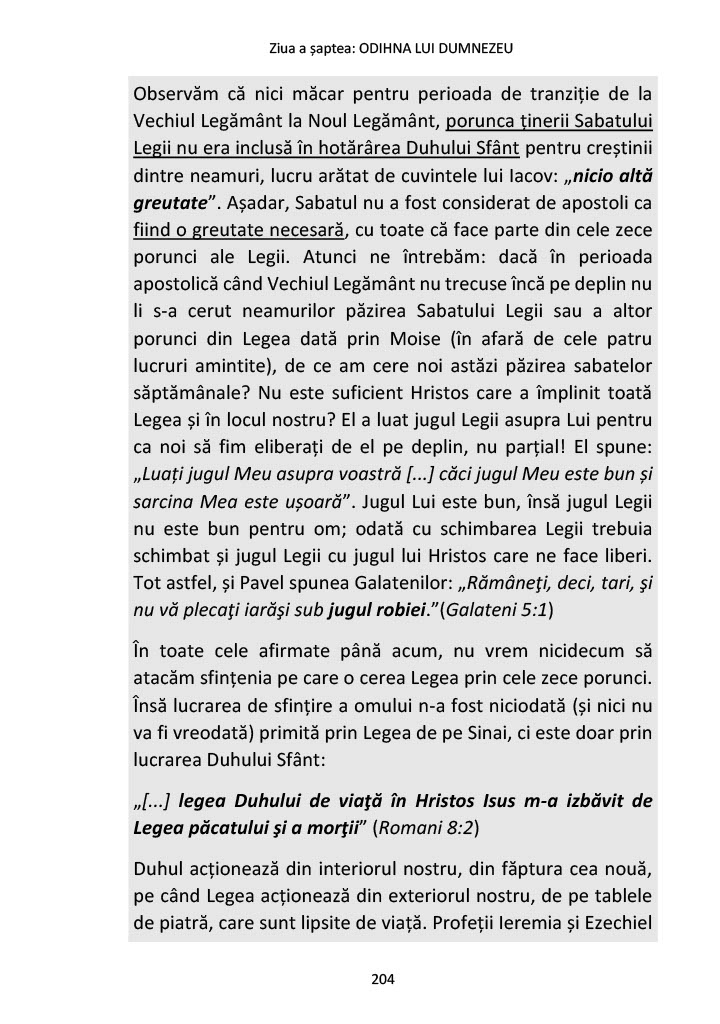 Ziua a șaptea: ODIHNA LUI DUMNEZEU
Observăm că nici măcar pentru perioada de tranziție de la
Vechiul Legământ la Noul Legământ, porunca ținerii Sabatului
Legii nu era inclusă în hotărârea Duhului Sfânt pentru creștinii
dintre neamuri, lucru arătat de cuvintele lui Iacov: „nicio altă
greutate”. Așadar, Sabatul nu a fost considerat de apostoli ca
fiind o greutate necesară, cu toate că face parte din cele zece
porunci ale Legii. Atunci ne întrebăm: dacă în perioada
apostolică când Vechiul Legământ nu trecuse încă pe deplin nu
li s-a cerut neamurilor păzirea Sabatului Legii sau a altor
porunci din Legea dată prin Moise (în afară de cele patru
lucruri amintite), de ce am cere noi astăzi păzirea sabatelor
săptămânale? Nu este suficient Hristos care a împlinit toată
Legea și în locul nostru? El a luat jugul Legii asupra Lui pentru
ca noi să fim eliberați de el pe deplin, nu parțial! El spune:
„Luați jugul Meu asupra voastră [...] căci jugul Meu este bun și
sarcina Mea este ușoară”. Jugul Lui este bun, însă jugul Legii
nu este bun pentru om; odată cu schimbarea Legii trebuia
schimbat și jugul Legii cu jugul lui Hristos care ne face liberi.
Tot astfel, și Pavel spunea Galatenilor: „Rămâneţi, deci, tari, şi
nu vă plecaţi iarăşi sub jugul robiei.”(Galateni 5:1)
În toate cele afirmate până acum, nu vrem nicidecum să
atacăm sfințenia pe care o cerea Legea prin cele zece porunci.
Însă lucrarea de sfințire a omului n-a fost niciodată (și nici nu
va fi vreodată) primită prin Legea de pe Sinai, ci este doar prin
lucrarea Duhului Sfânt:
„[...] legea Duhului de viaţă în Hristos Isus m-a izbăvit de
Legea păcatului şi a morţii” (Romani 8:2)
Duhul acționează din interiorul nostru, din făptura cea nouă,
pe când Legea acționează din exteriorul nostru, de pe tablele
de piatră, care sunt lipsite de viață. Profeții Ieremia și Ezechiel
204